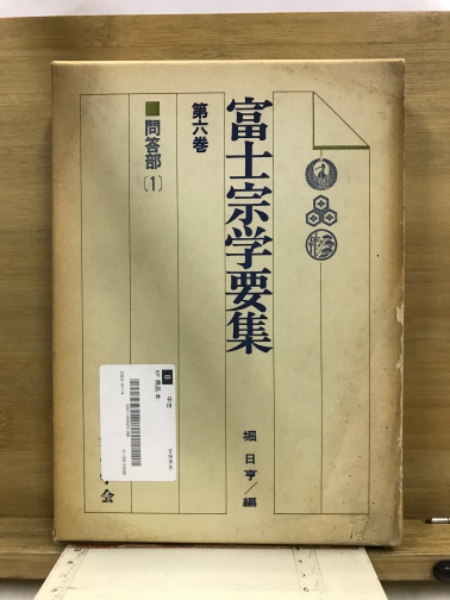 富士宗学要集
第六巻
問答部〔1〕
堀日亨/編
会